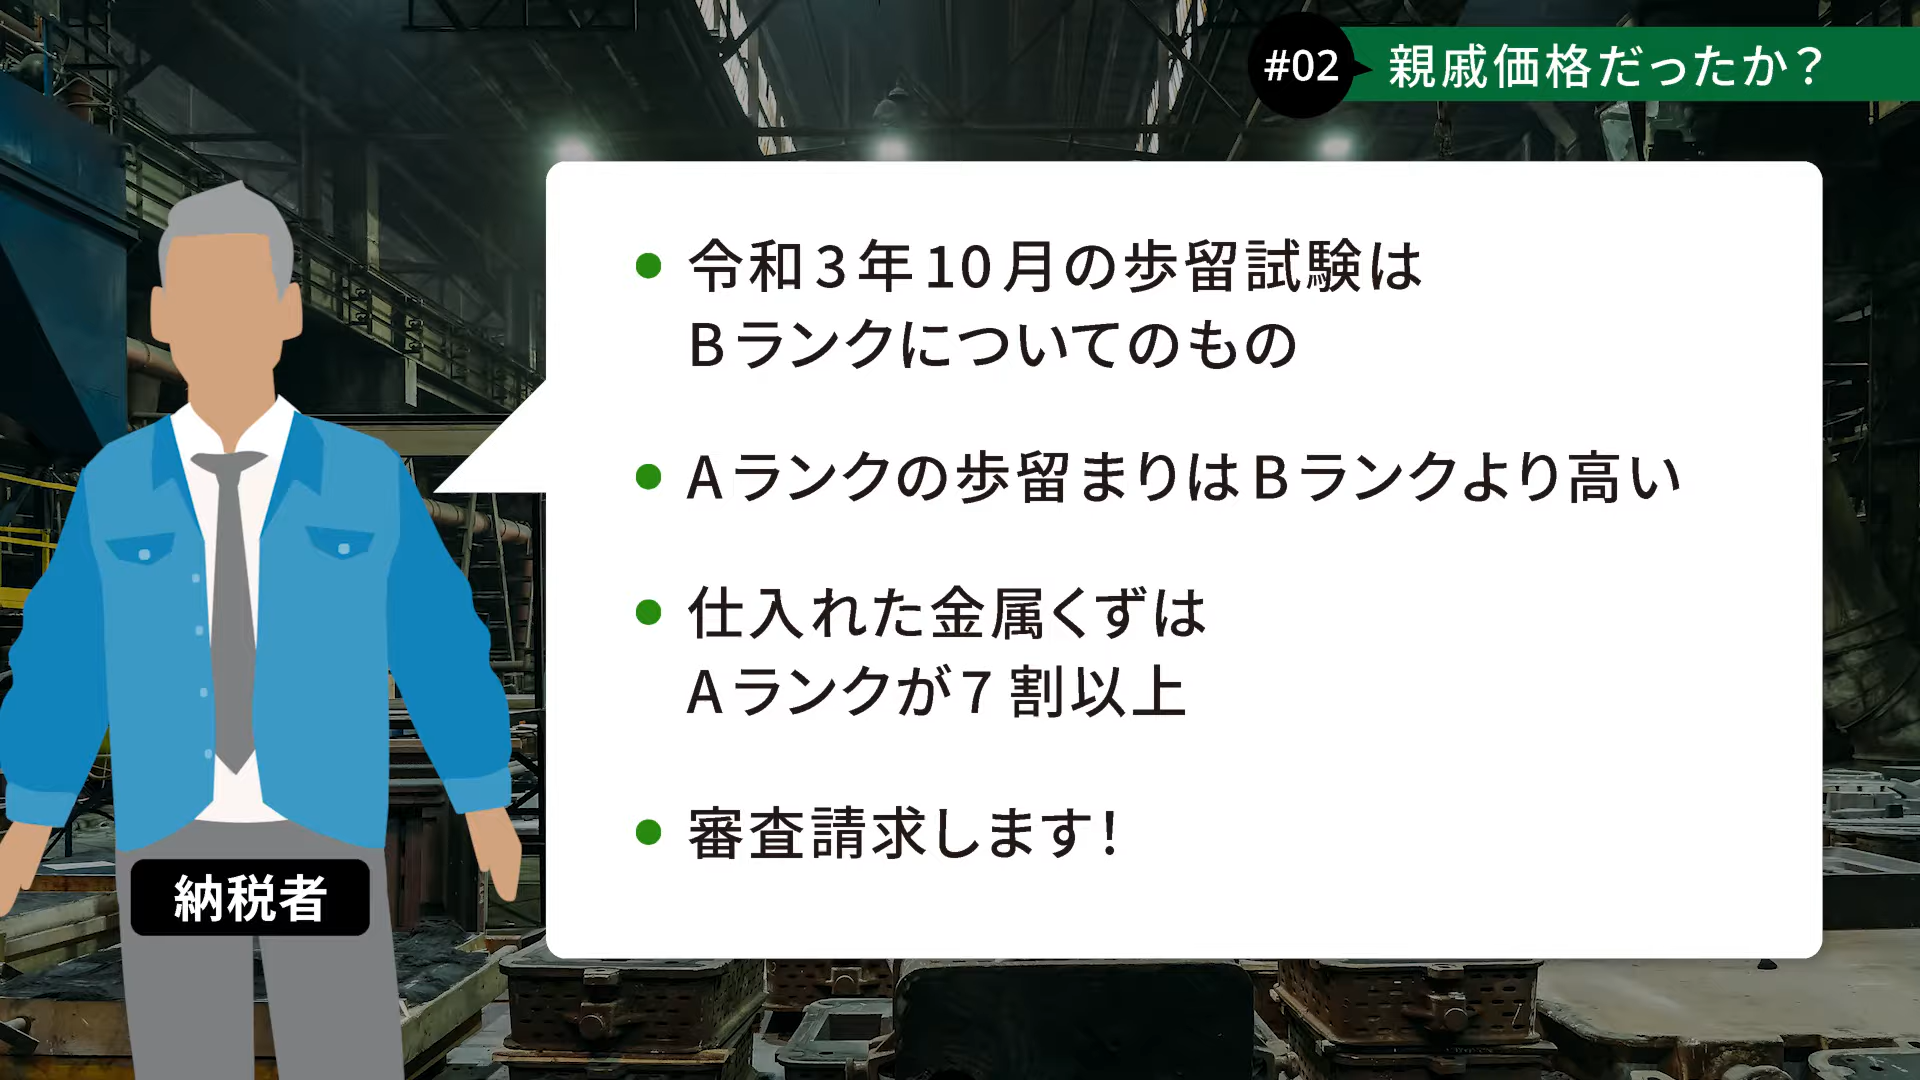 #02 親戚価格だったか？
● 令和3年10月の歩留試験は
Bランクについてのもの
● Aランクの歩留まりはBランクより高い
● 仕入れた金属くずは
Aランクが7割以上
● 審査請求します！
納税者